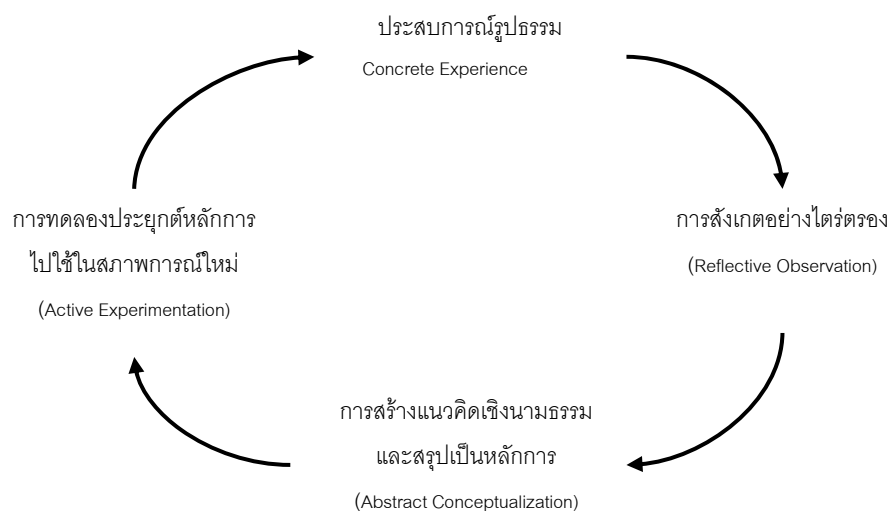 ประสบการณ์รูปธรรม
Concrete Experience
การสังเกตอย่างไตร่ตรอง
(Reflective Observation)
การสร้างแนวคิดเชิงนามธรรม
และสรุปเป็นหลักการ
(Abstract Conceptualization)
การทดลองประยุกต์หลักการ
ไปใช้ในสภาพการณ์ใหม่
(Active Experimentation)